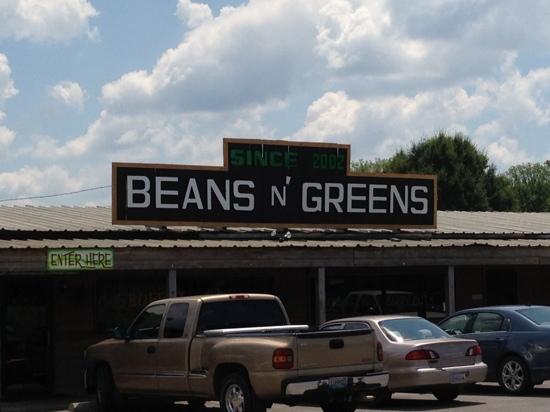 SINCE 2002
BEANS N' GREENS
ENTER HERE